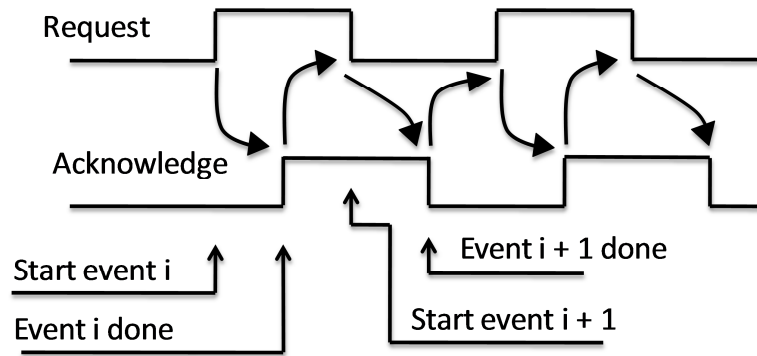 Request
Acknowledge
Start event i
Event i done
Event i + 1 done
Start event i + 1